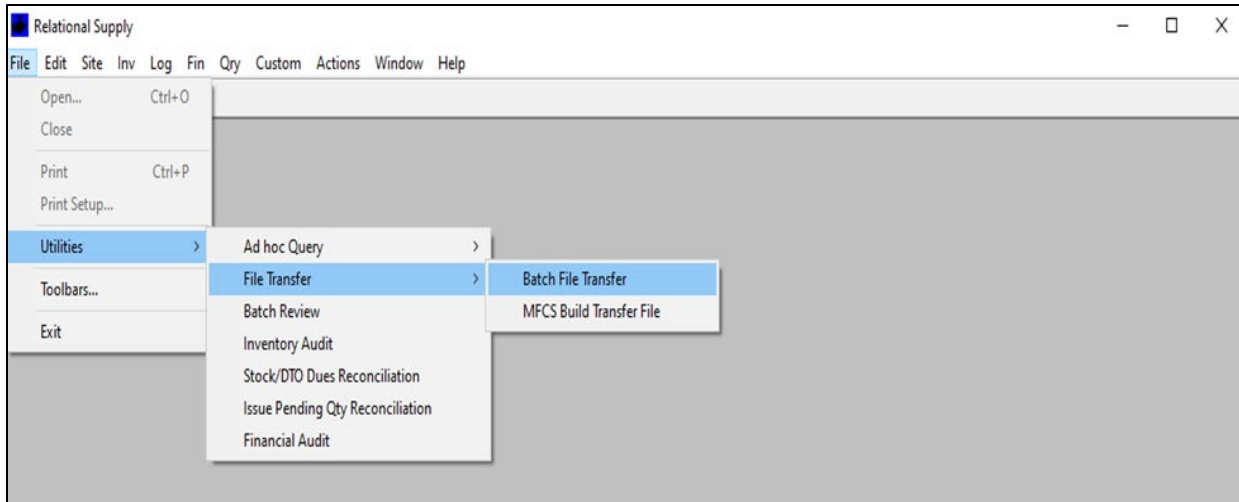 Relational Supply
File Edit Site Inv Log Fin Qry Custom Actions Window Help
Open... Ctrl+O
Close
Print Ctrl+P
Print Setup...
Utilities
Toolbars...
Exit
Ad hoc Query
File Transfer
Batch Review
Inventory Audit
Stock/DTO Dues Reconciliation
Issue Pending Qty Reconciliation
Financial Audit
Batch File Transfer
MFCS Build Transfer File